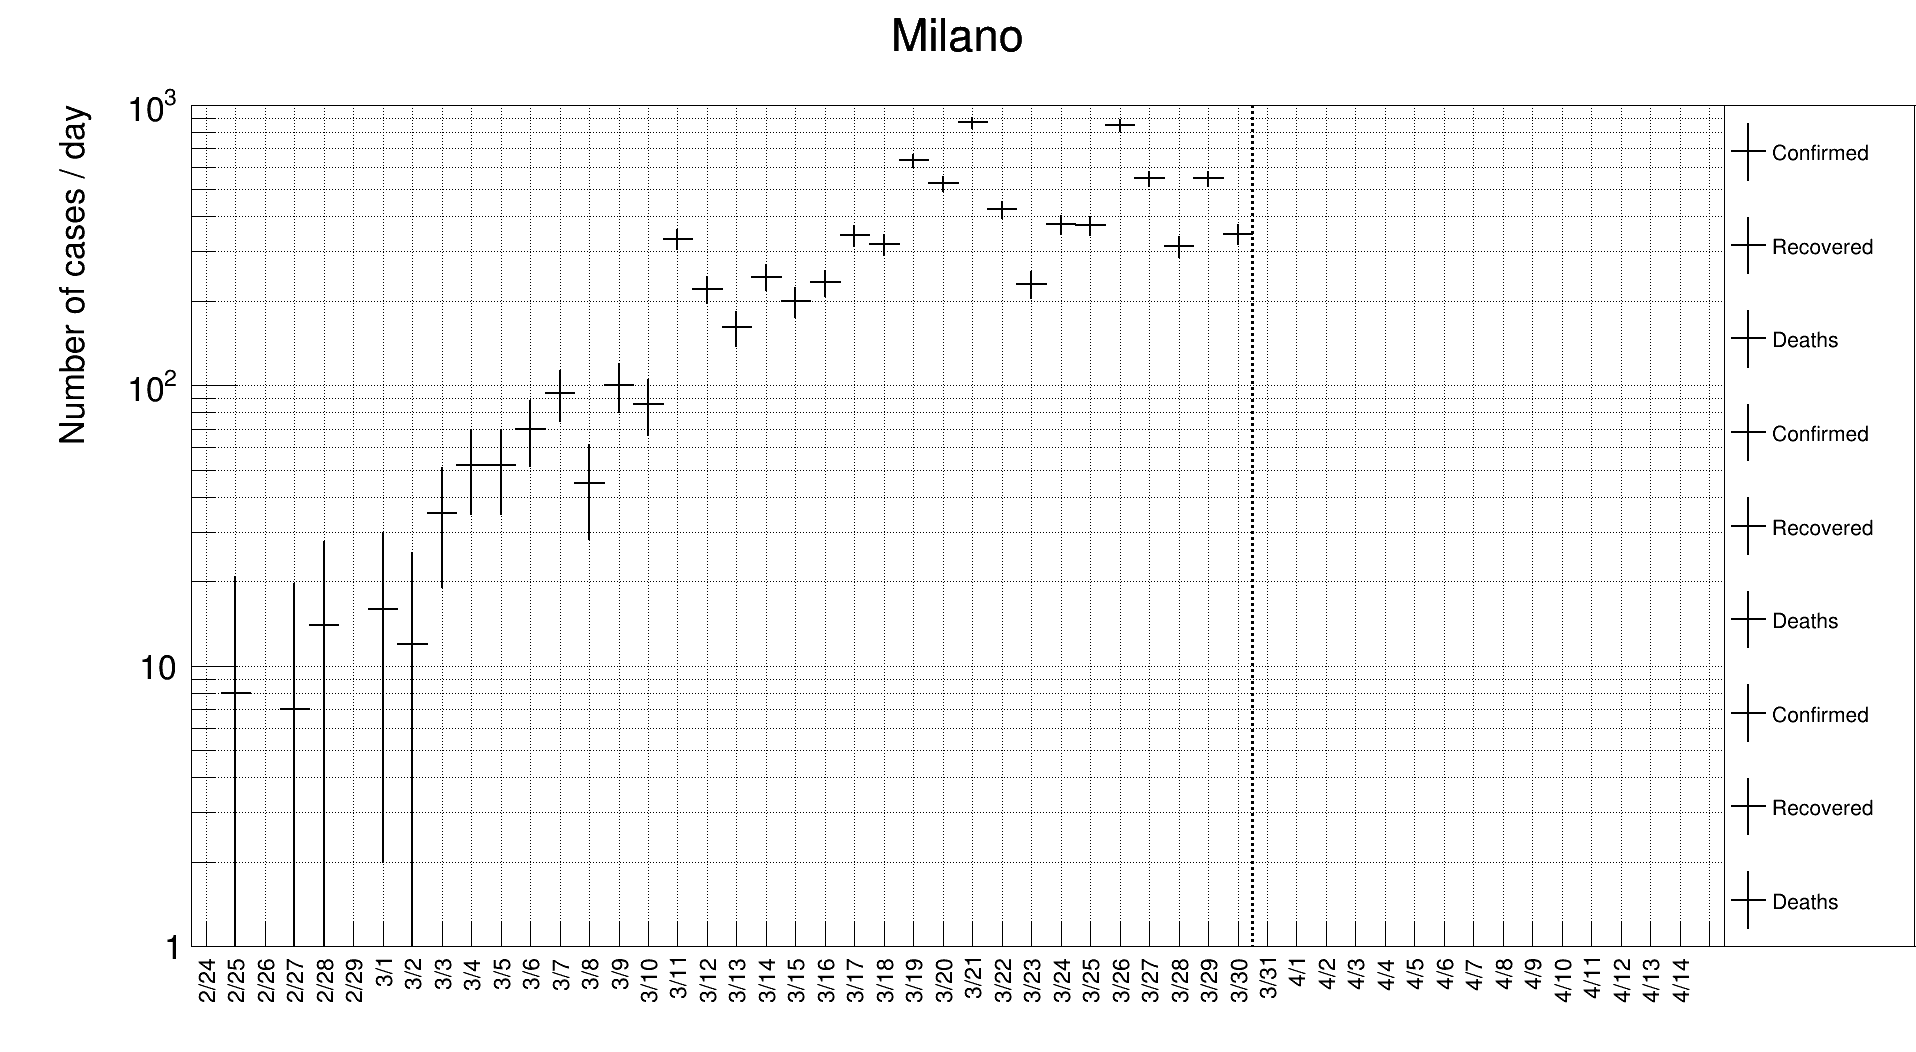 Milano
Number of cases / day
10³
10²
10
1
2/24 2/25 2/26 2/27 2/28 2/29 3/1 3/2 3/3 3/4 3/5 3/6 3/7 3/8 3/9 3/10 3/11 3/12 3/13 3/14 3/15 3/16 3/17 3/18 3/19 3/20 3/21 3/22 3/23 3/24 3/25 3/26 3/27 3/28 3/29 3/30 3/31 4/1 4/2 4/3 4/4 4/5 4/6 4/7 4/8 4/9 4/10 4/11 4/12 4/13 4/14
Confirmed
Recovered
Deaths
Confirmed
Recovered
Deaths
Confirmed
Recovered
Deaths